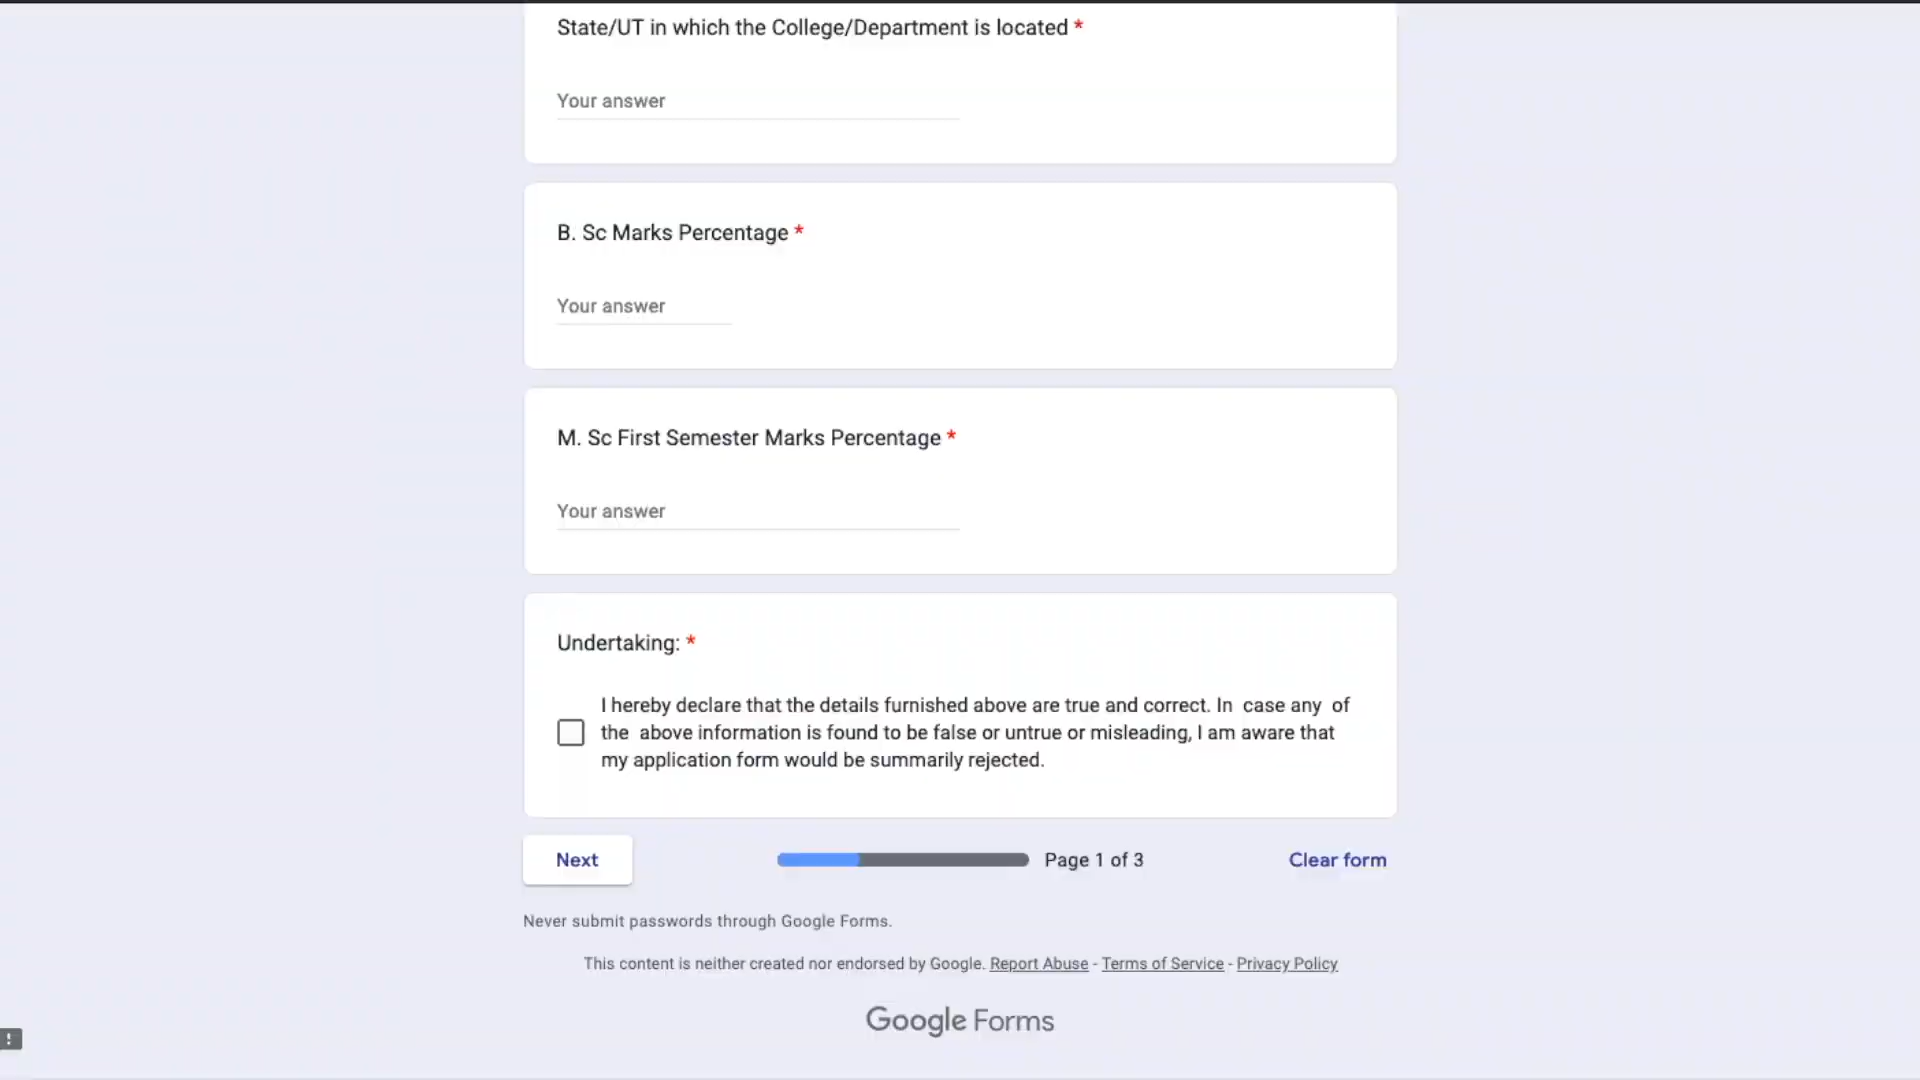 State/UT in which the College/Department is located *
Your answer
B. Sc Marks Percentage *
Your answer
M. Sc First Semester Marks Percentage *
Your answer
Undertaking: *
I hereby declare that the details furnished above are true and correct. In case any of
the above information is found to be false or untrue or misleading, I am aware that
my application form would be summarily rejected.
Next
Page 1 of 3
Clear form
Never submit passwords through Google Forms.
This content is neither created nor endorsed by Google. Report Abuse - Terms of Service - Privacy Policy
Google Forms
!